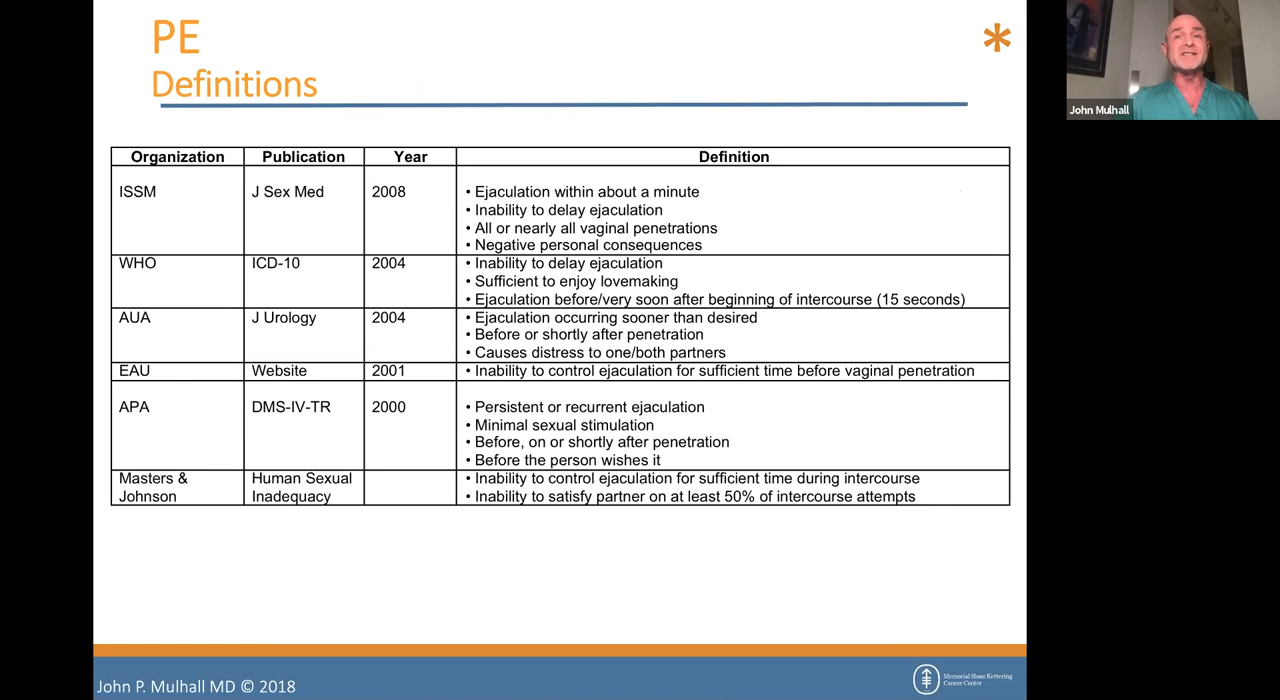 PE
Definitions
*
John Mulhall
Organization Publication Year Definition
ISSM J Sex Med 2008 • Ejaculation within about a minute
• Inability to delay ejaculation
• All or nearly all vaginal penetrations
• Negative personal consequences
WHO ICD-10 2004 • Inability to delay ejaculation
• Sufficient to enjoy lovemaking
• Ejaculation before/very soon after beginning of intercourse (15 seconds)
AUA J Urology 2004 • Ejaculation occurring sooner than desired
• Before or shortly after penetration
• Causes distress to one/both partners
EAU Website 2001 • Inability to control ejaculation for sufficient time before vaginal penetration
APA DMS-IV-TR 2000 • Persistent or recurrent ejaculation
• Minimal sexual stimulation
• Before, on or shortly after penetration
• Before the person wishes it
Masters & Human Sexual • Inability to control ejaculation for sufficient time during intercourse
Johnson Inadequacy • Inability to satisfy partner on at least 50% of intercourse attempts
John P. Mulhall MD © 2018
Memorial Sloan Kettering
Cancer Center